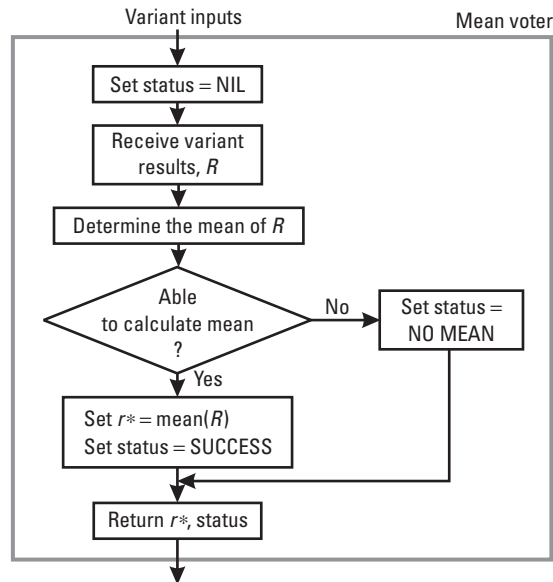 Variant inputs
Mean voter
Set status = NIL
Receive variant
results, R
Determine the mean of R
Able
to calculate mean
?
No
Set status =
NO MEAN
Yes
Set r* = mean(R)
Set status = SUCCESS
Return r*, status